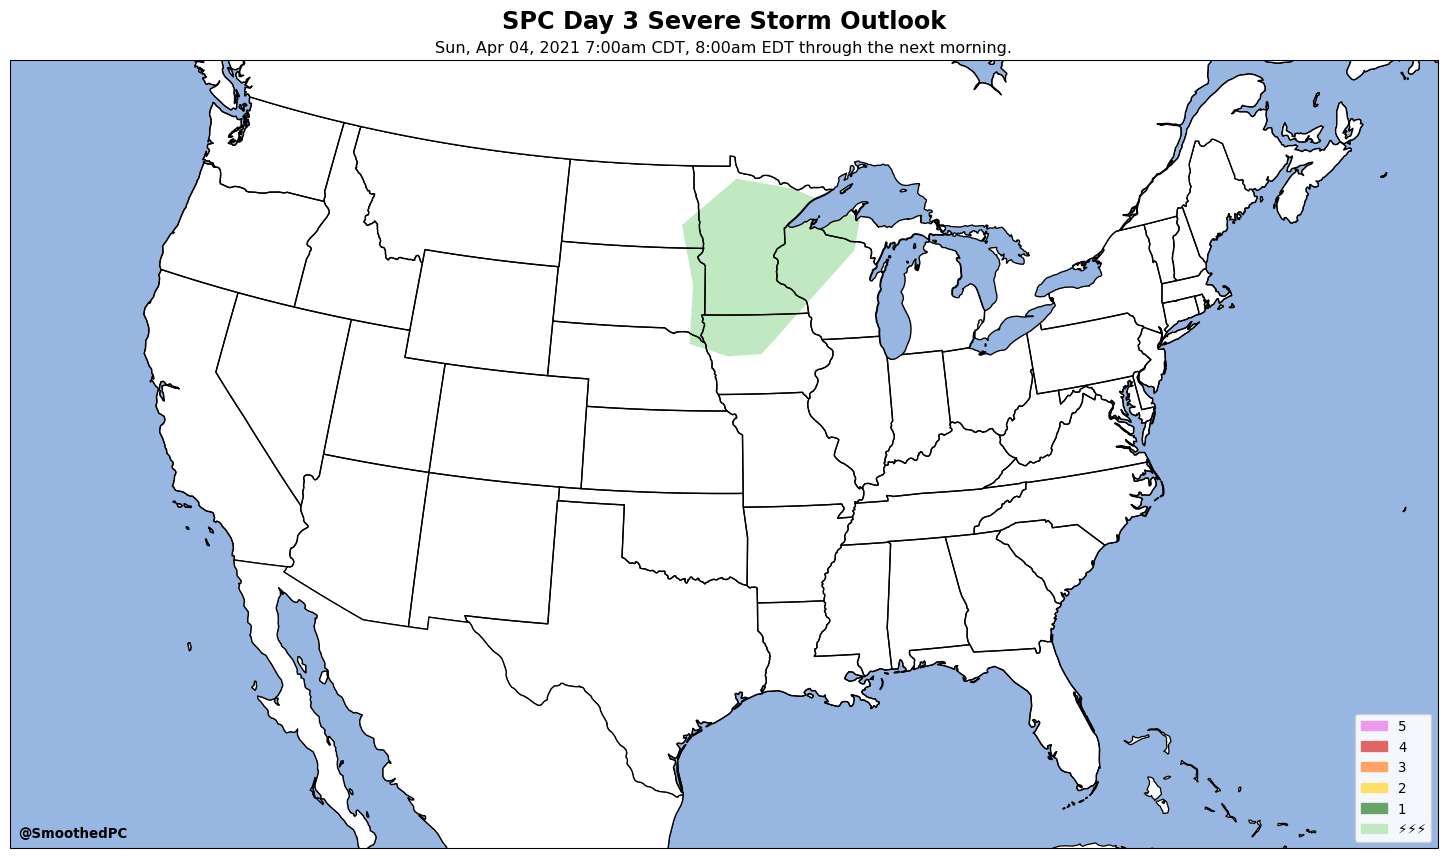 SPC Day 3 Severe Storm Outlook
Sun, Apr 04, 2021 7:00am CDT, 8:00am EDT through the next morning.
5
4
3
2
1
⚡⚡⚡
@SmoothedPC